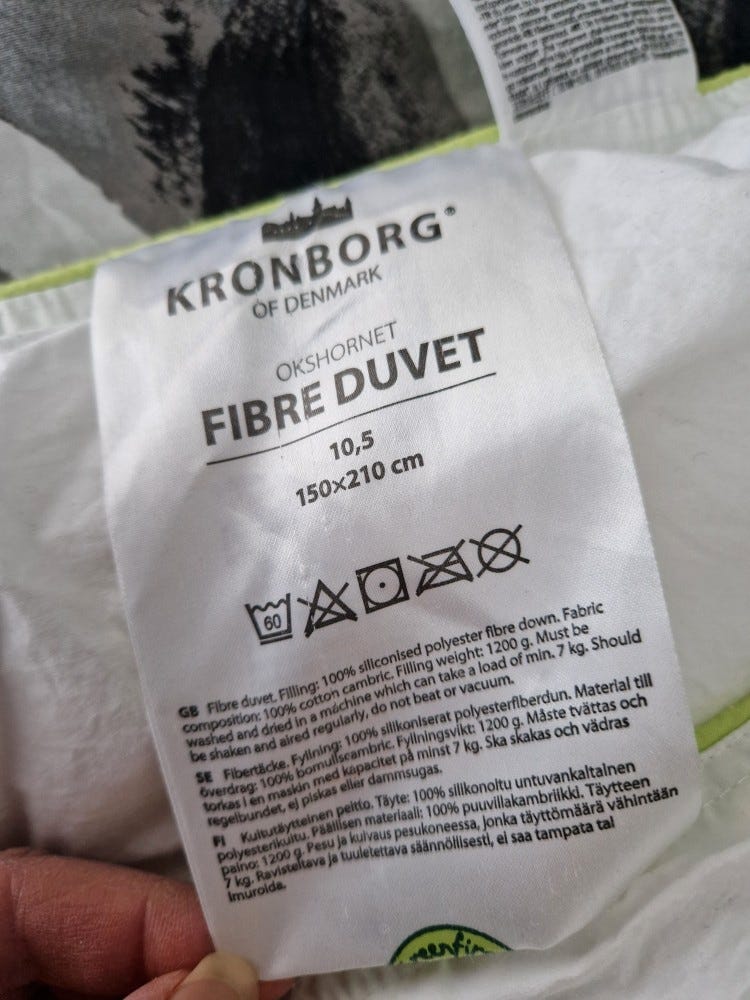 KRONBORG®
OF DENMARK
OKSHORNET
FIBRE DUVET
10,5
150×210 cm
60
GB Fibre duvet. Filling: 100% siliconised polyester fibre down. Fabric
composition: 100% cotton cambric. Filling weight: 1200 g. Must be
washed and dried in a machine which can take a load of min. 7 kg. Should
be shaken and aired regularly, do not beat or vacuum.
SE Fibertäcke. Fyllning: 100% silikoniserat polyesterfiberdun. Material till
överdrag: 100% bomullscambric. Fyllningsvikt: 1200 g. Måste tvättas och
torkas i en maskin med kapacitet på minst 7 kg. Ska skakas och vädras
regelbundet, ej piskas eller dammsugas.
FI Kuitutäytteinen peitto. Täyte: 100% silikonoitu untuvankaltainen
polyesterikuitu. Päällisen materiaali: 100% puuvillakambriikki. Täytteen
paino: 1200 g. Pesu ja kuivaus pesukoneessa, jonka täyttömäärä vähintään
7 kg. Ravisteltava ja tuuletettava säännöllisesti, ei saa tampata tai
imuroida.